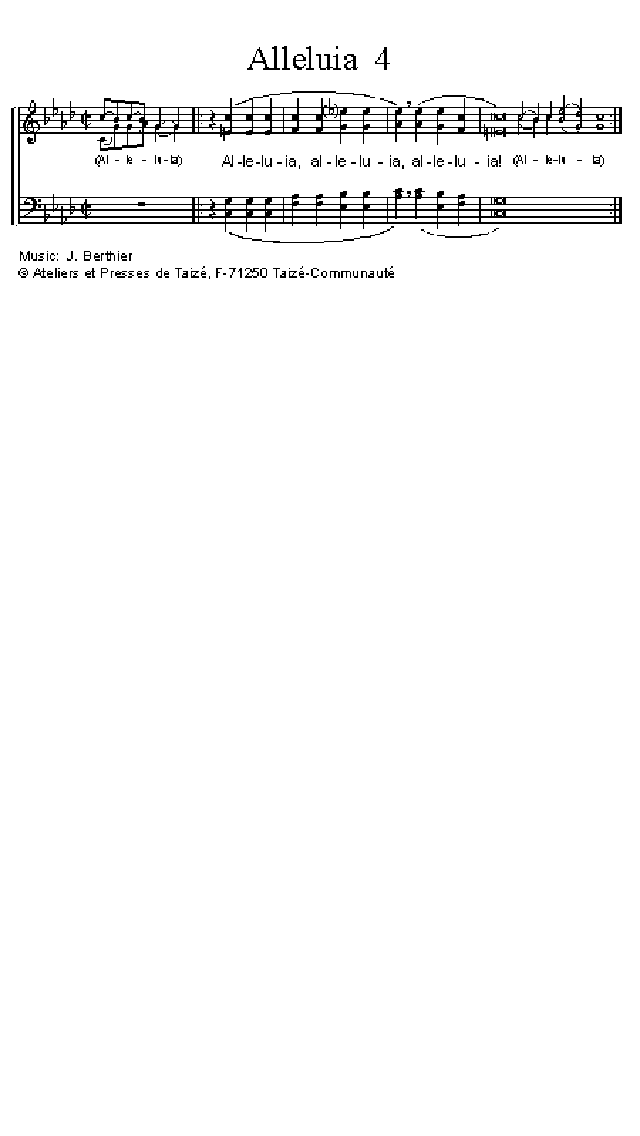 Alleluia 4
(Al - le - lu - ia) Al-le-lu-ia, al-le-lu-ia, al-le-lu-ia! (Al - le-lu - ia)
Music: J. Berthier
© Ateliers et Presses de Taizé, F-71250 Taizé-Communauté